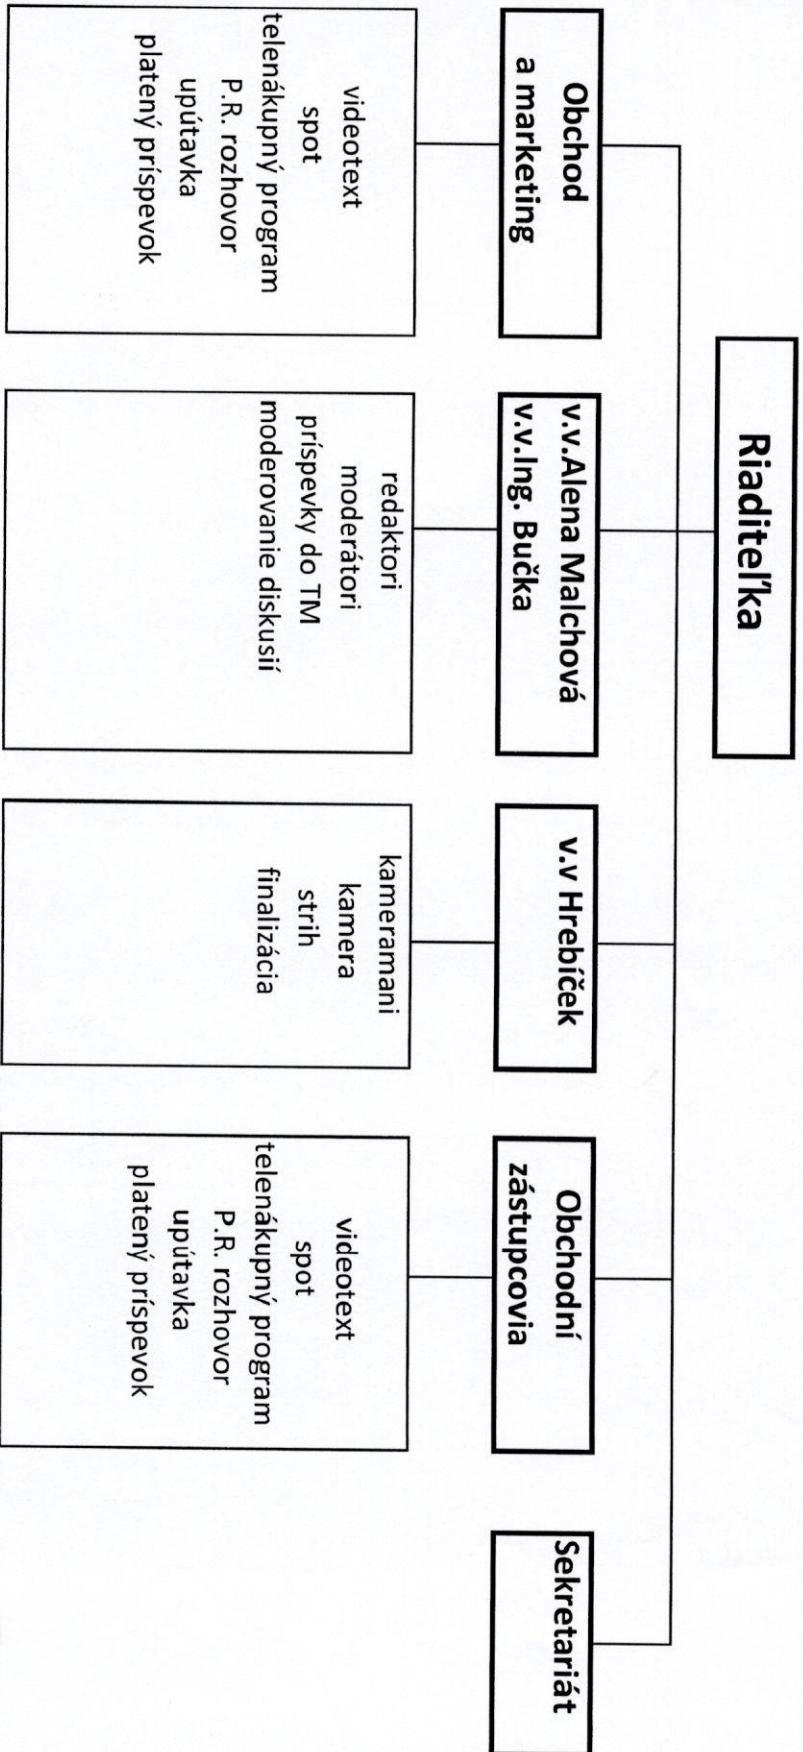 Riaditeľka
Obchod
a marketing
videotext
spot
telenákupný program
P.R. rozhovor
upútavka
platený príspevok
v.v.Alena Malchová
v.v.Ing. Bučka
redaktori
moderátori
príspevky do TM
moderovanie diskusií
v.v Hrebíček
kameramani
kamera
strih
finalizácia
Obchodní
zástupcovia
videotext
spot
telenákupný program
P.R. rozhovor
upútavka
platený príspevok
Sekretariát